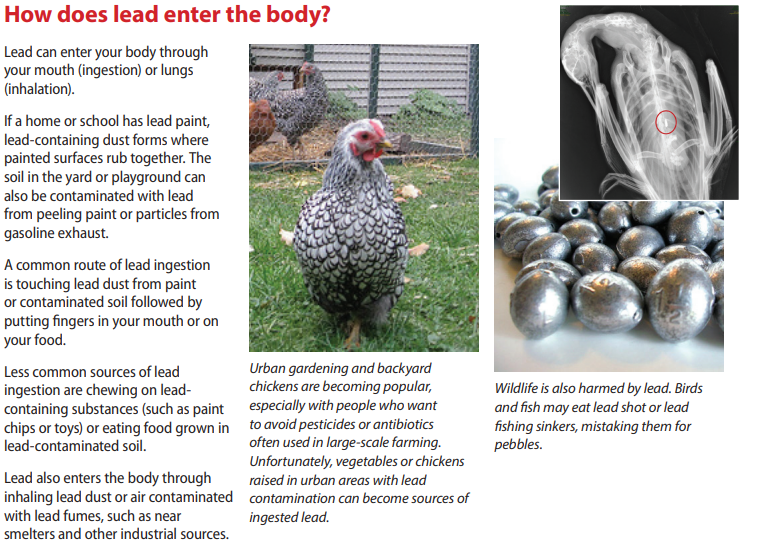 How does lead enter the body?
Lead can enter your body through
your mouth (ingestion) or lungs
(inhalation).
If a home or school has lead paint,
lead-containing dust forms where
painted surfaces rub together. The
soil in the yard or playground can
also be contaminated with lead
from peeling paint or particles from
gasoline exhaust.
A common route of lead ingestion
is touching lead dust from paint
or contaminated soil followed by
putting fingers in your mouth or on
your food.
Less common sources of lead
ingestion are chewing on lead-
containing substances (such as paint
chips or toys) or eating food grown in
lead-contaminated soil.
Lead also enters the body through
inhaling lead dust or air contaminated
with lead fumes, such as near
smelters and other industrial sources.
Urban gardening and backyard
chickens are becoming popular,
especially with people who want
to avoid pesticides or antibiotics
often used in large-scale farming.
Unfortunately, vegetables or chickens
raised in urban areas with lead
contamination can become sources of
ingested lead.
Wildlife is also harmed by lead. Birds
and fish may eat lead shot or lead
fishing sinkers, mistaking them for
pebbles.